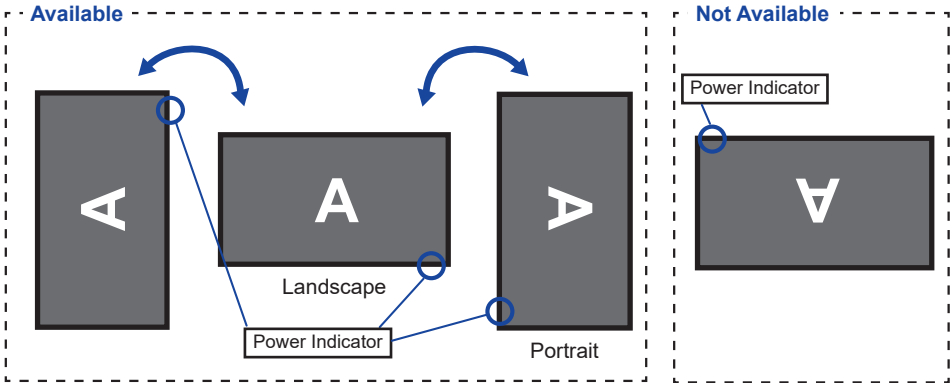 Available
Not Available
Power Indicator
A
A
A
A
Landscape
Power Indicator
Portrait